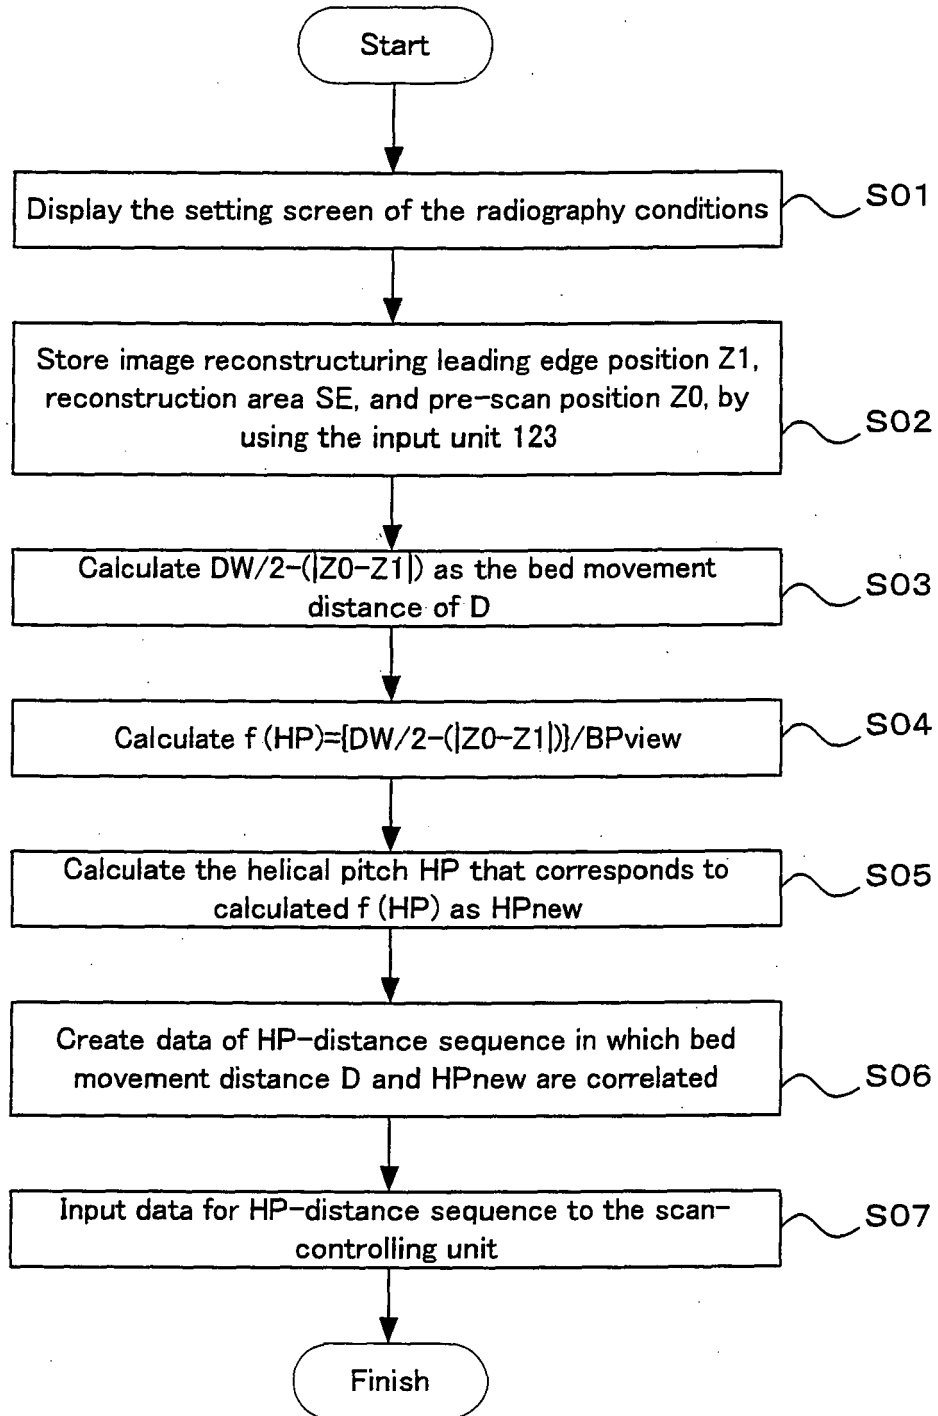 Start
Display the setting screen of the radiography conditions
S01
Store image reconstructuring leading edge position Z1,
reconstruction area SE, and pre-scan position Z0, by
using the input unit 123
S02
Calculate DW/2-(|Z0-Z1|) as the bed movement
distance of D
S03
Calculate f (HP)={DW/2-(|Z0-Z1|)}/BPview
S04
Calculate the helical pitch HP that corresponds to
calculated f (HP) as HPnew
S05
Create data of HP-distance sequence in which bed
movement distance D and HPnew are correlated
S06
Input data for HP-distance sequence to the scan-
controlling unit
S07
Finish